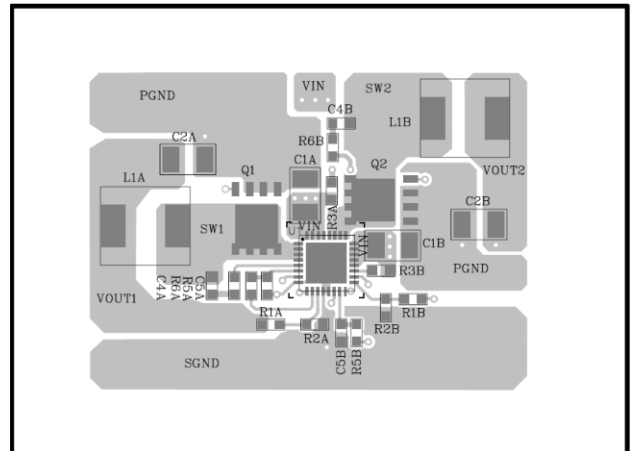 PGND
VIN
SW2
C4B
C2A
R6B
L1B
C1A
Q1
Q2
VOUT2
L1A
R3A
C2B
SW1
U
VIN
VIN
C1B
PGND
R3B
VOUT1
C4A
R6A
R5A
C5A
R1A
R1B
R2A
R2B
SGND
C5B
R5B